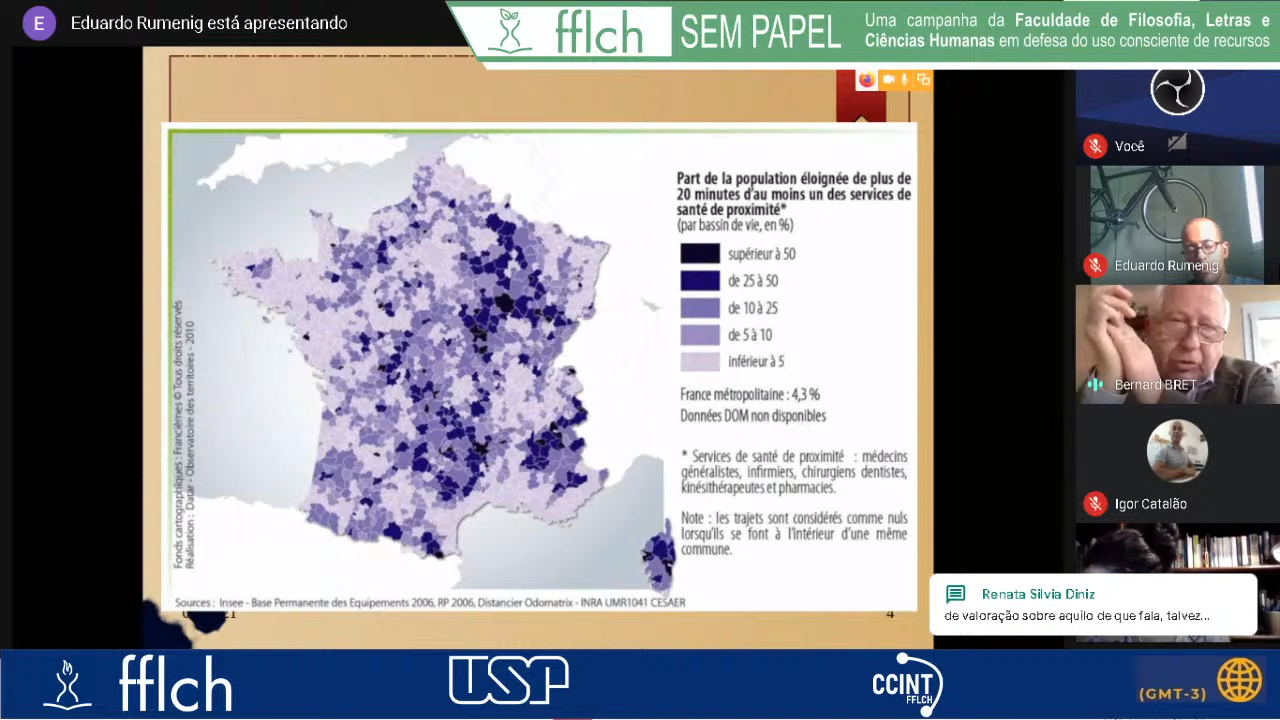 E
Eduardo Rumenig está apresentando
fflch
SEM PAPEL
Uma campanha da Faculdade de Filosofia, Letras e
Ciências Humanas em defesa do uso consciente de recursos
Part de la population éloignée de plus de
20 minutes d'au moins un des services de
santé de proximité*
(par bassin de vie, en %)
supérieur à 50
de 25 à 50
de 10 à 25
de 5 à 10
inférieur à 5
France métropolitaine : 4,3 %
Données DOM non disponibles
* Services de santé de proximité : médecins
généralistes, infirmiers, chirurgiens dentistes,
kinésithérapeutes et pharmacies.
Note : les trajets sont considérés comme nuls
lorsqu'ils se font à l'intérieur d'une même
commune.
Fonds cartographiques : Francièmes © Tous droits réservés
Réalisation : Datar - Observatoire des territoires - 2010
Sources : Insee - Base Permanente des Equipements 2006, RP 2006, Distancier Odomatrix - INRA UMR1041 CESAER
4
Você
Eduardo Rumenig
Bernard BRET
Igor Catalão
Renata Silvia Diniz
de valoração sobre aquilo de que fala, talvez...
fflch
USP
CCINT
FFLCH
(GMT-3)